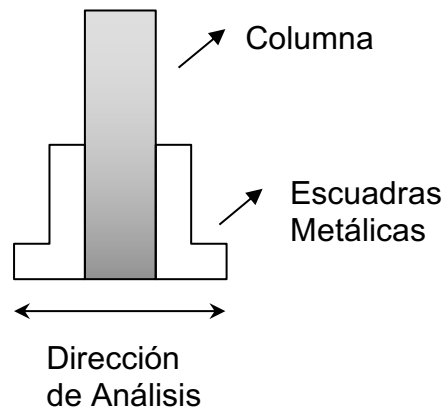 Columna
Escuadras
Metálicas
Dirección
de Análisis